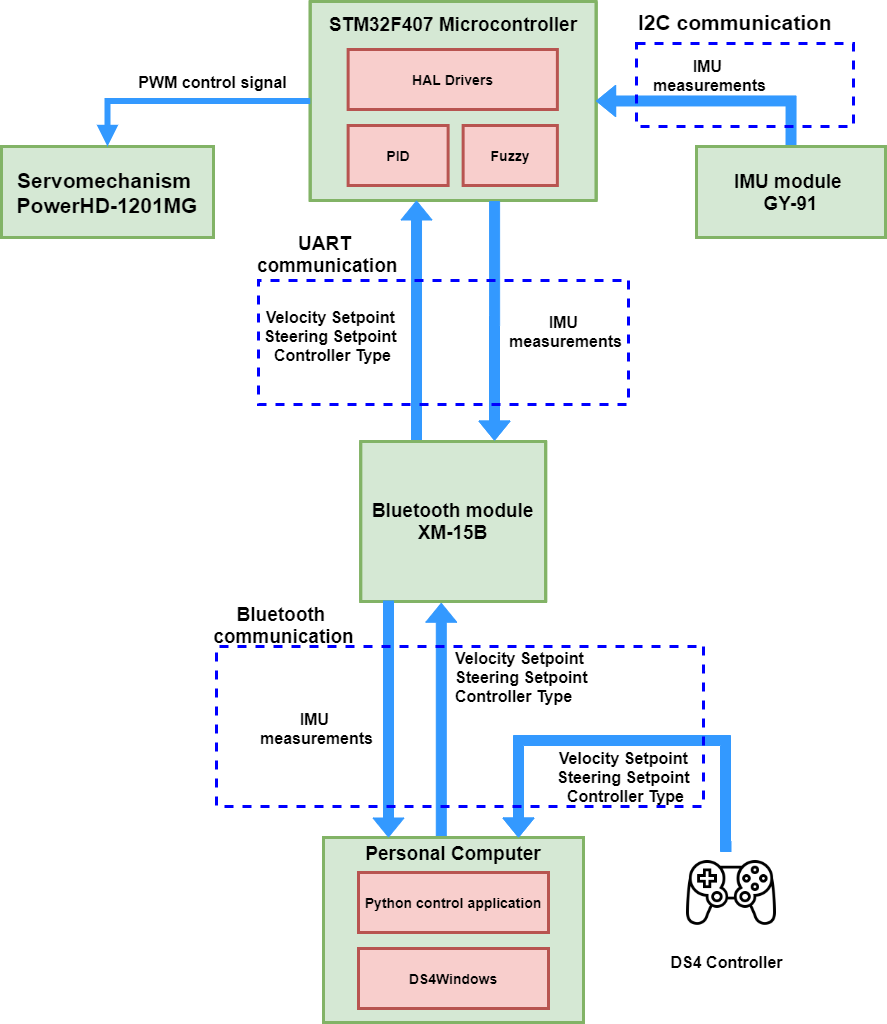 STM32F407 Microcontroller
HAL Drivers
PID
Fuzzy
I2C communication
IMU
measurements
PWM control signal
Servomechanism
PowerHD-1201MG
IMU module
GY-91
UART
communication
Velocity Setpoint
Steering Setpoint
Controller Type
IMU
measurements
Bluetooth module
XM-15B
Bluetooth
communication
Velocity Setpoint
Steering Setpoint
Controller Type
IMU
measurements
Velocity Setpoint
Steering Setpoint
Controller Type
Personal Computer
Python control application
DS4Windows
DS4 Controller